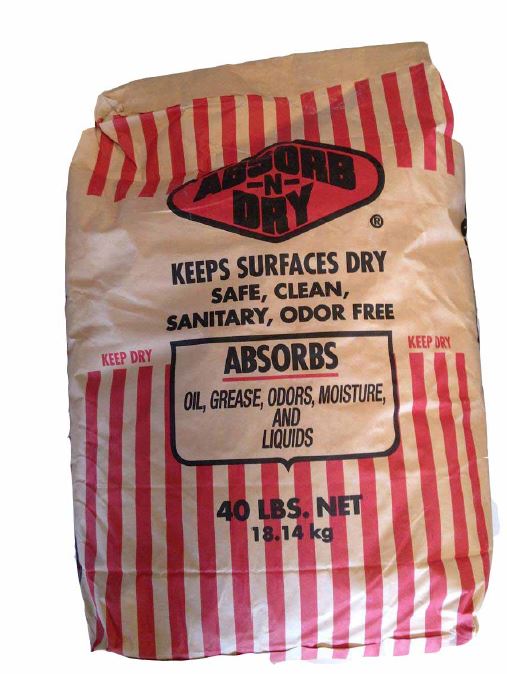 ABSORB
-N-
DRY
®
KEEPS SURFACES DRY
SAFE, CLEAN,
SANITARY, ODOR FREE
KEEP DRY
KEEP DRY
ABSORBS
OIL, GREASE, ODORS, MOISTURE,
AND
LIQUIDS
40 LBS. NET
18.14 kg